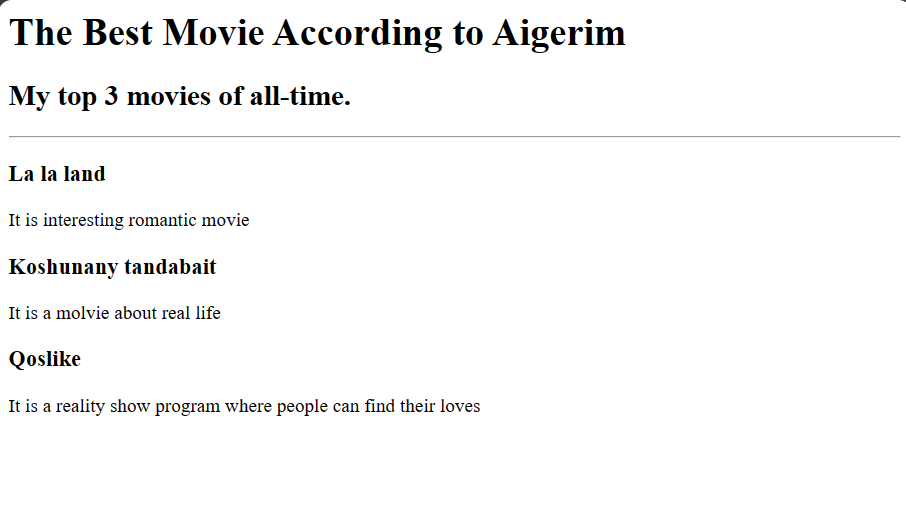 The Best Movie According to Aigerim
My top 3 movies of all-time.
La la land
It is interesting romantic movie
Koshunany tandabait
It is a molvie about real life
Qoslike
It is a reality show program where people can find their loves